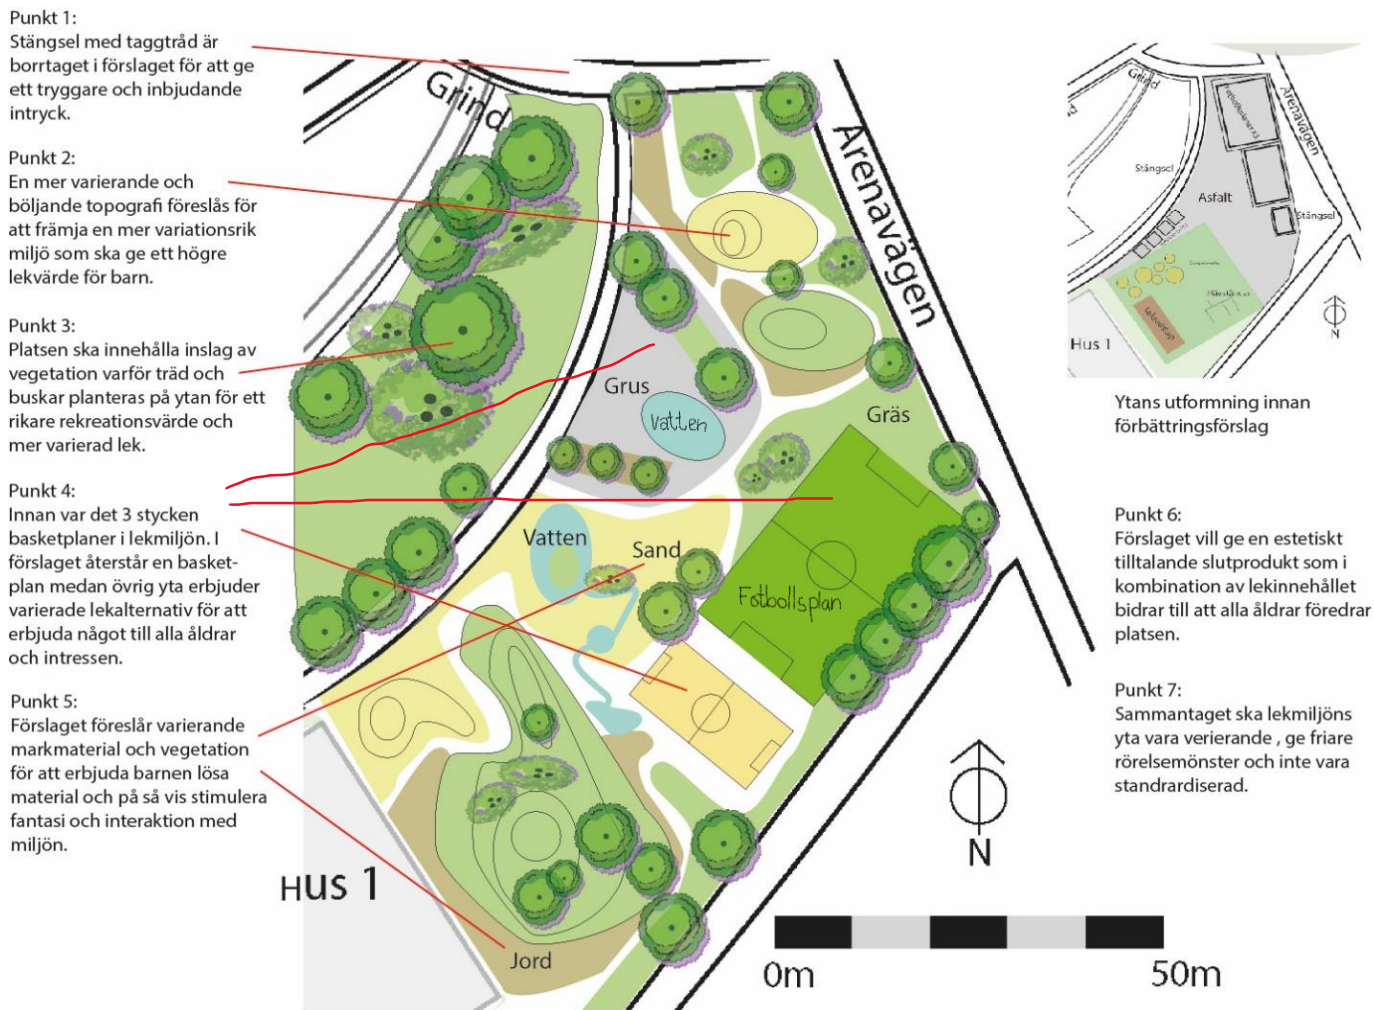 Punkt 1:
Stängsel med taggtråd är
borrtaget i förslaget för att ge
ett tryggare och inbjudande
intryck.
Punkt 2:
En mer varierande och
böljande topografi föreslås för
att främja en mer variationsrik
miljö som ska ge ett högre
lekvärde för barn.
Punkt 3:
Platsen ska innehålla inslag av
vegetation varför träd och
buskar planteras på ytan för ett
rikare rekreationsvärde och
mer varierad lek.
Punkt 4:
Innan var det 3 stycken
basketplaner i lekmiljön. I
förslaget återstår en basket-
plan medan övrig yta erbjuder
varierade lekalternativ för att
erbjuda något till alla åldrar
och intressen.
Punkt 5:
Förslaget föreslår varierande
markmaterial och vegetation
för att erbjuda barnen lösa
material och på så vis stimulera
fantasi och interaktion med
miljön.
Grind
Arenavägen
Grus
Vatten
Gräs
Vatten
Sand
Fotbollsplan
Hus 1
Jord
N
0m
50m
Grind
Arenavägen
Stängsel
Asfalt
Stängsel
Hus 1
N
Ytans utformning innan
förbättringsförslag
Punkt 6:
Förslaget vill ge en estetiskt
tilltalande slutprodukt som i
kombination av lekinnehållet
bidrar till att alla åldrar föredrar
platsen.
Punkt 7:
Sammantaget ska lekmiljöns
yta vara verierande , ge friare
rörelsemönster och inte vara
strandardiserad.